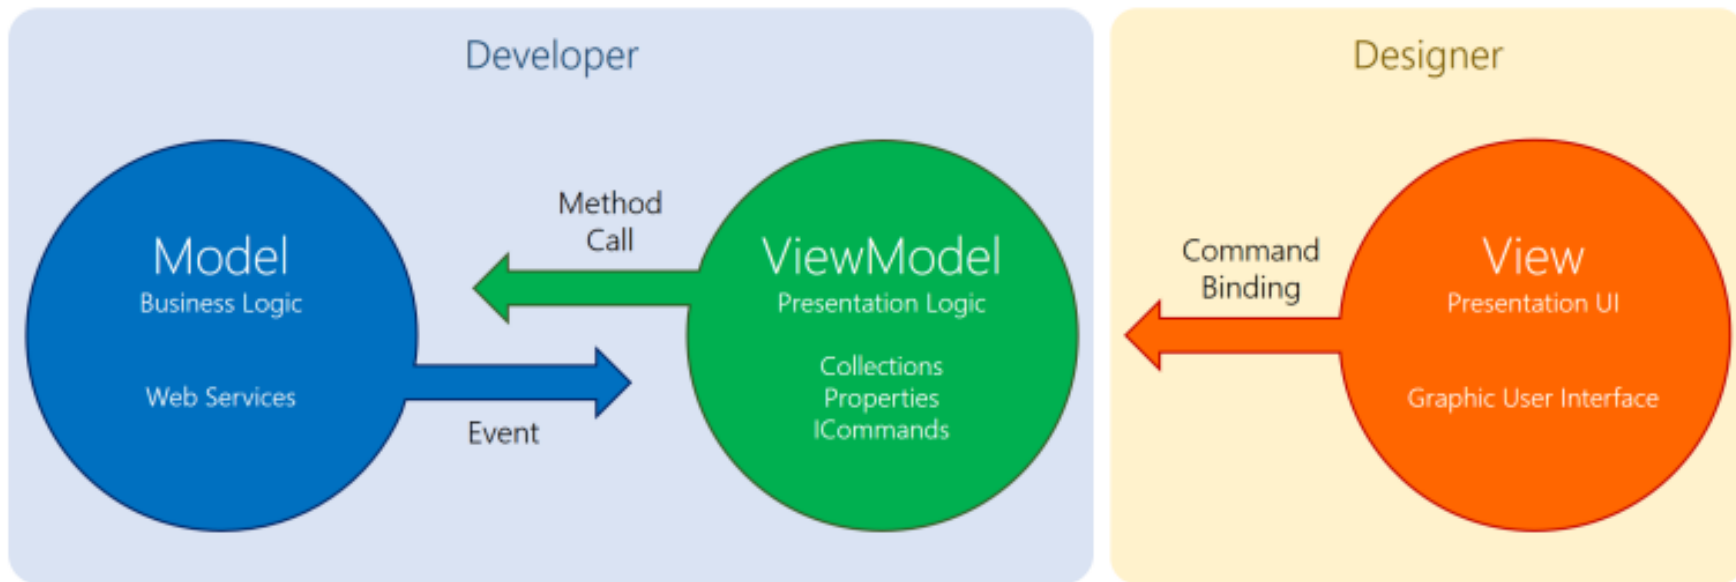 Developer
Model
Business Logic
Web Services
Method
Call
Event
ViewModel
Presentation Logic
Collections
Properties
ICommands
Designer
Command
Binding
View
Presentation UI
Graphic User Interface